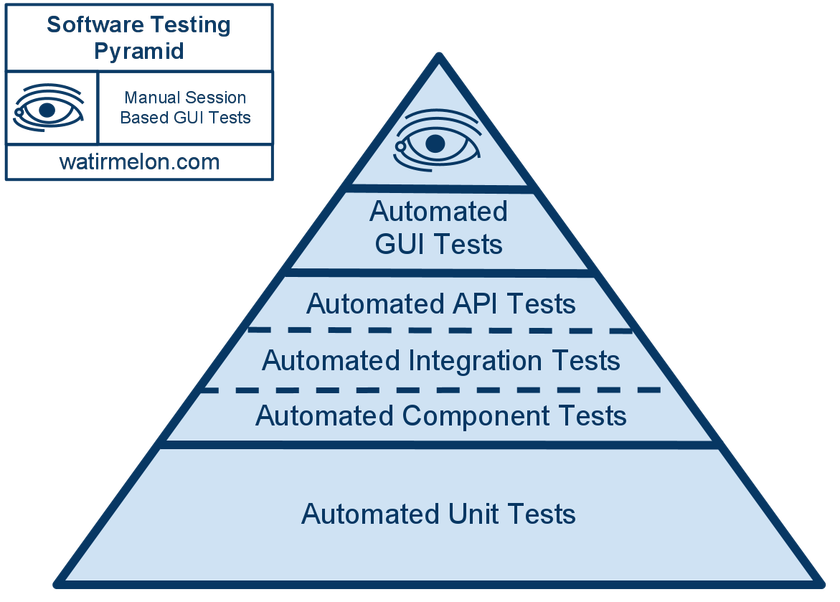 Software Testing
Pyramid
Manual Session
Based GUI Tests
watirmelon.com
Automated
GUI Tests
Automated API Tests
Automated Integration Tests
Automated Component Tests
Automated Unit Tests